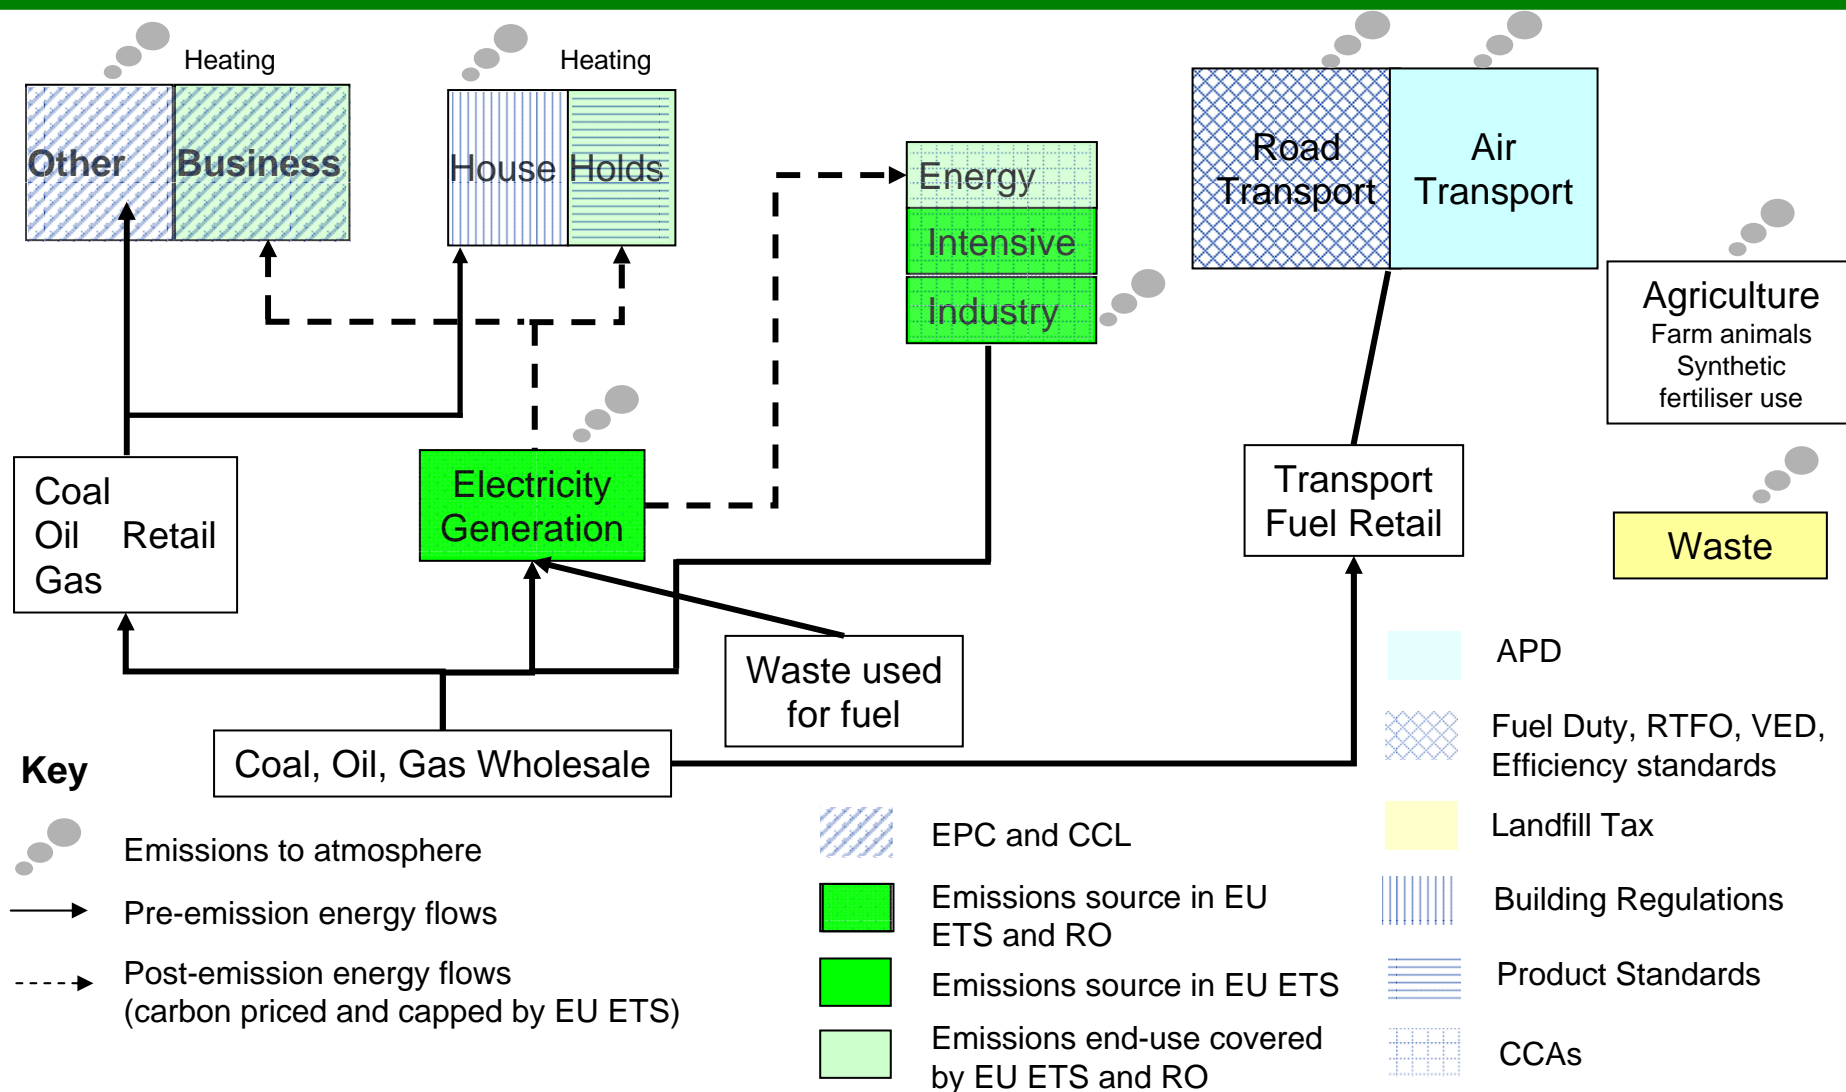 Heating
Heating
Other
Business
House
Holds
Energy
Intensive
Industry
Road
Transport
Air
Transport
Agriculture
Farm animals
Synthetic
fertiliser use
Coal
Oil Retail
Gas
Electricity
Generation
Transport
Fuel Retail
Waste
Waste used
for fuel
Coal, Oil, Gas Wholesale
Key
Emissions to atmosphere
Pre-emission energy flows
Post-emission energy flows
(carbon priced and capped by EU ETS)
EPC and CCL
Emissions source in EU
ETS and RO
Emissions source in EU ETS
Emissions end-use covered
by EU ETS and RO
APD
Fuel Duty, RTFO, VED,
Efficiency standards
Landfill Tax
Building Regulations
Product Standards
CCAs